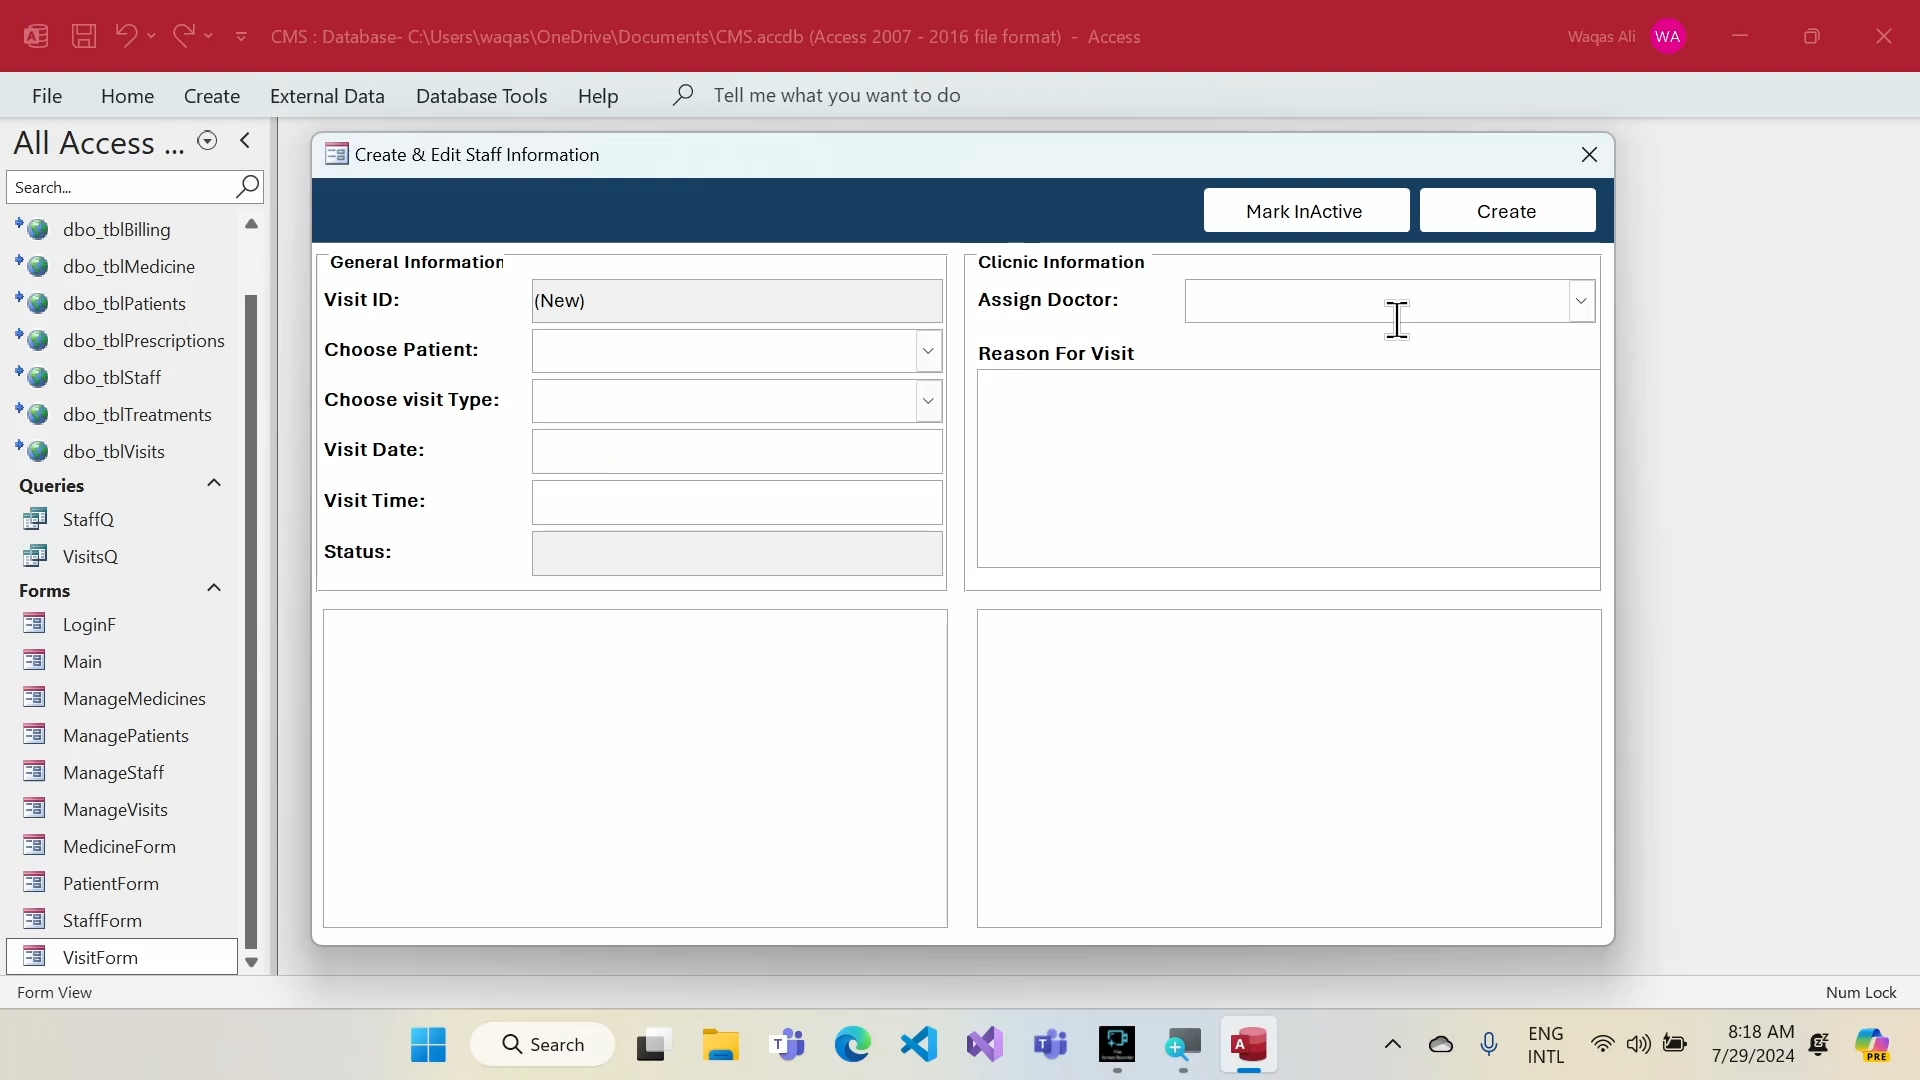 CMS : Database- C:\Users\waqas\OneDrive\Documents\CMS.accdb (Access 2007 - 2016 file format) - Access
Waqas Ali WA
File Home Create External Data Database Tools Help Tell me what you want to do
All Access ...
Search...
dbo_tblBilling
dbo_tblMedicine
dbo_tblPatients
dbo_tblPrescriptions
dbo_tblStaff
dbo_tblTreatments
dbo_tblVisits
Queries
StaffQ
VisitsQ
Forms
LoginF
Main
ManageMedicines
ManagePatients
ManageStaff
ManageVisits
MedicineForm
PatientForm
StaffForm
VisitForm
Create & Edit Staff Information
Mark InActive Create
General Information
Visit ID: (New)
Choose Patient:
Choose visit Type:
Visit Date:
Visit Time:
Status:
Clicnic Information
Assign Doctor:
Reason For Visit
Form View
Num Lock
Search
ENG
INTL
8:18 AM
7/29/2024
PRE